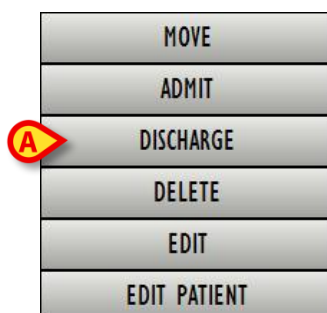 MOVE
ADMIT
A DISCHARGE
DELETE
EDIT
EDIT PATIENT